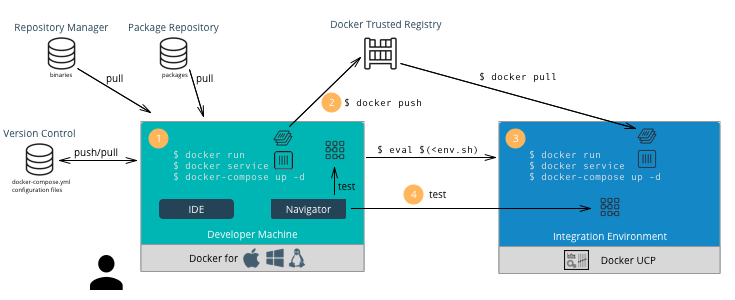 Repository Manager
Package Repository
Docker Trusted Registry
binaries
packages
pull
pull
$ docker pull
2
$ docker push
Version Control
push/pull
docker-compose.yml
configuration files
1
$ docker run
$ docker service
$ docker-compose up -d
test
IDE
Navigator
Developer Machine
Docker for
$ eval $(<env.sh)
4
test
3
$ docker run
$ docker service
$ docker-compose up -d
Integration Environment
Docker UCP